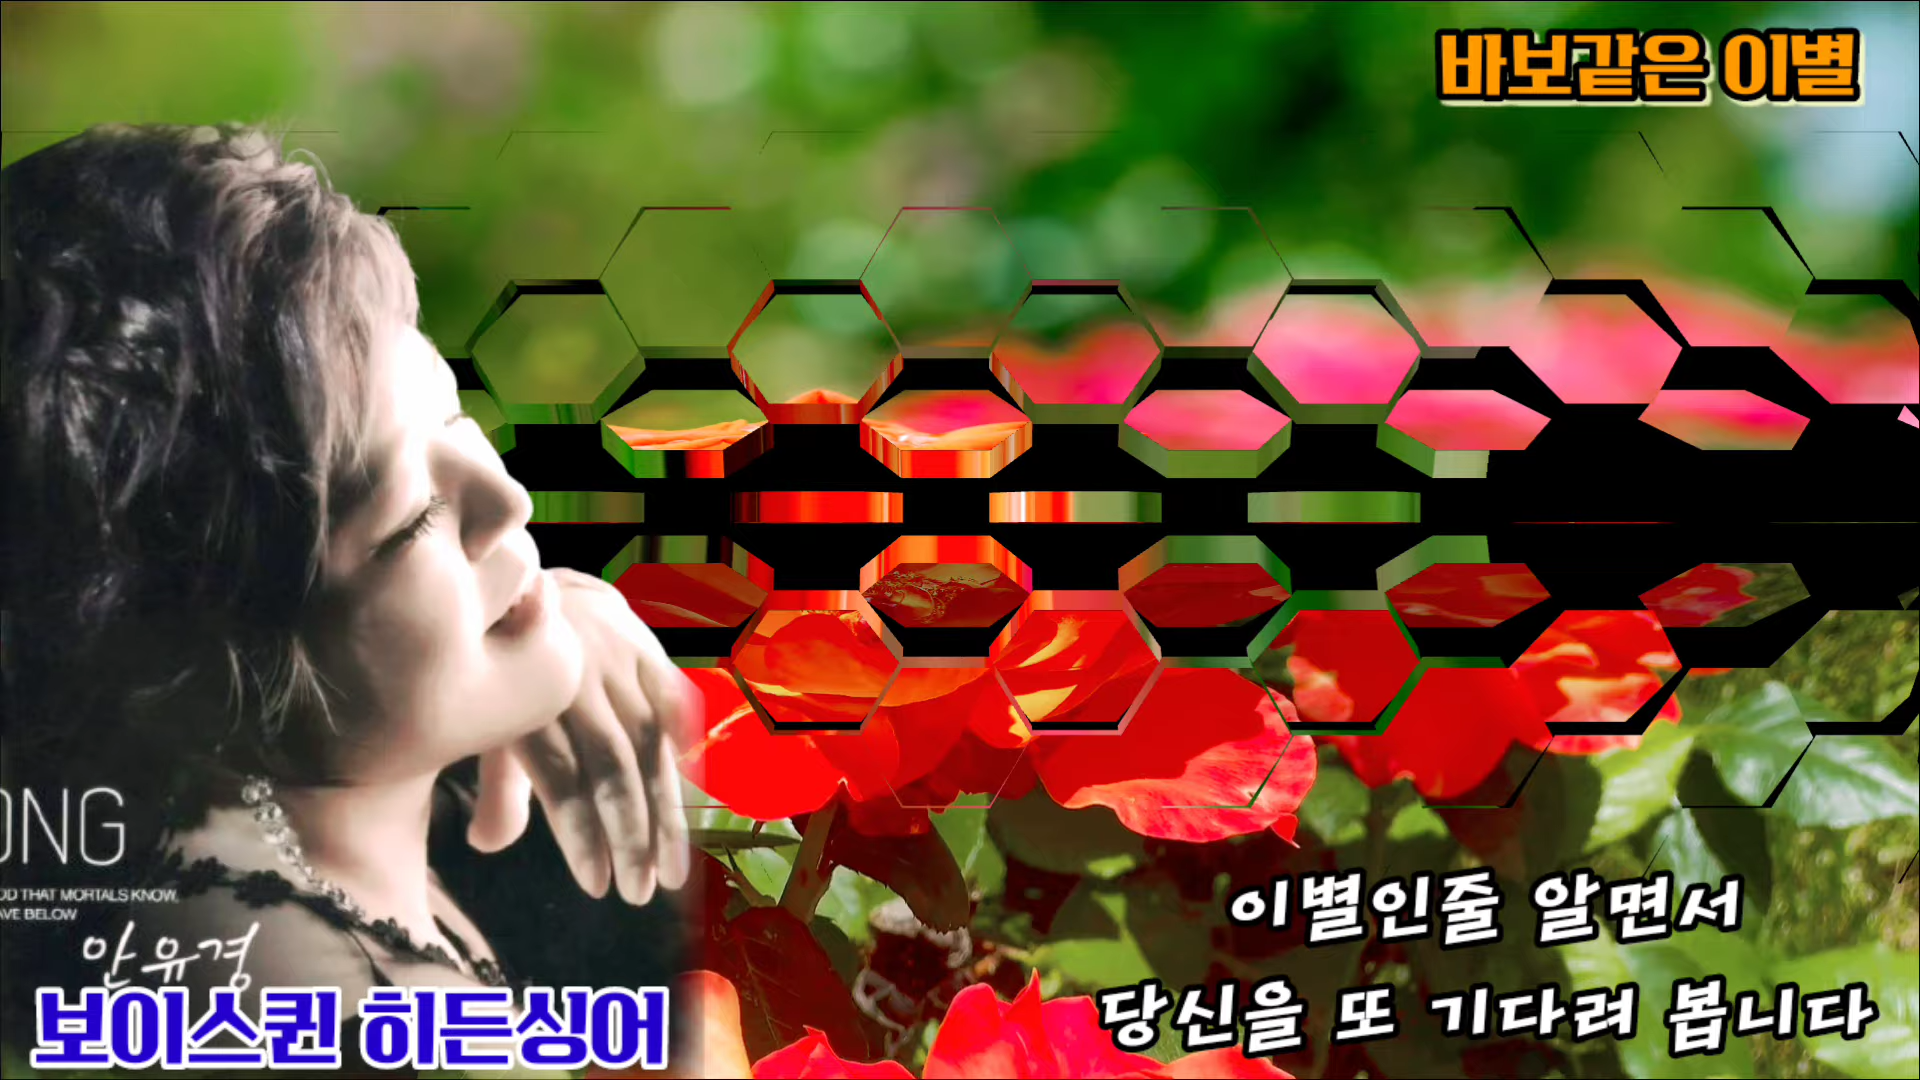 바보같은 이별
ONG
OD THAT MORTALS KNOW,
AVE BELOW
안유경
보이스퀸 히든싱어
이별인줄 알면서
당신을 또 기다려 봅니다